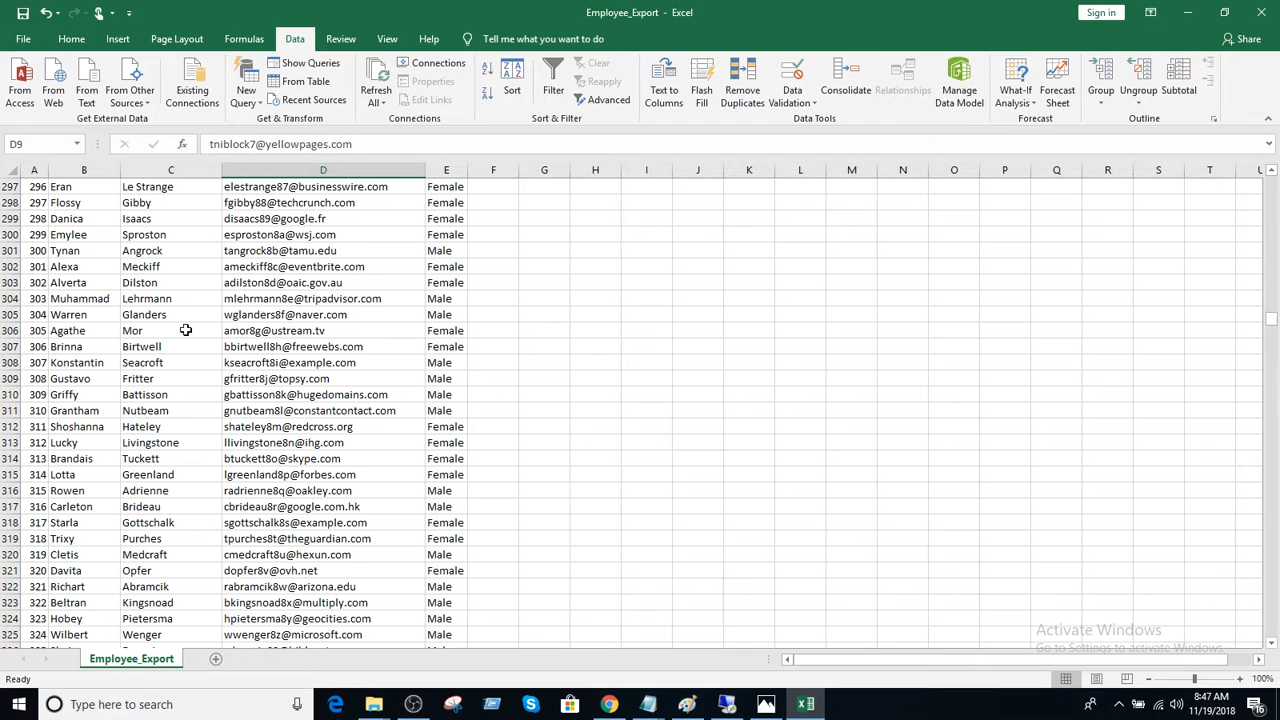 Employee_Export - Excel
Sign in
File Home Insert Page Layout Formulas Data Review View Help Tell me what you want to do Share
From Access
From Web
From Text
From Other Sources
Existing Connections
Get External Data
New Query
Show Queries
From Table
Recent Sources
Get & Transform
Refresh All
Connections
Properties
Edit Links
Connections
Sort
Filter
Clear
Reapply
Advanced
Sort & Filter
Text to Columns
Flash Fill
Remove Duplicates
Data Validation
Consolidate
Relationships
Manage Data Model
Data Tools
What-If Analysis
Forecast Sheet
Forecast
Group
Ungroup
Subtotal
Outline
D9 fx tniblock7@yellowpages.com
A B C D E F G H I J K L M N O P Q R S T U
297 296 Eran Le Strange elestrange87@businesswire.com Female
298 297 Flossy Gibby fgibby88@techcrunch.com Female
299 298 Danica Isaacs disaacs89@google.fr Female
300 299 Emylee Sproston esproston8a@wsj.com Female
301 300 Tynan Angrock tangrock8b@tamu.edu Male
302 301 Alexa Meckiff ameckiff8c@eventbrite.com Female
303 302 Alverta Dilston adilston8d@oaic.gov.au Female
304 303 Muhammad Lehrmann mlehrmann8e@tripadvisor.com Male
305 304 Warren Glanders wglanders8f@naver.com Male
306 305 Agathe Mor amor8g@ustream.tv Female
307 306 Brinna Birtwell bbirtwell8h@freewebs.com Female
308 307 Konstantin Seacroft kseacroft8i@example.com Male
309 308 Gustavo Fritter gfritter8j@topsy.com Male
310 309 Griffy Battisson gbattisson8k@hugedomains.com Male
311 310 Grantham Nutbeam gnutbeam8l@constantcontact.com Male
312 311 Shoshanna Hateley shateley8m@redcross.org Female
313 312 Lucky Livingstone llivingstone8n@ihg.com Female
314 313 Brandais Tuckett btuckett8o@skype.com Female
315 314 Lotta Greenland lgreenland8p@forbes.com Female
316 315 Rowen Adrienne radrienne8q@oakley.com Male
317 316 Carleton Brideau cbrideau8r@google.com.hk Male
318 317 Starla Gottschalk sgottschalk8s@example.com Female
319 318 Trixy Purches tpurches8t@theguardian.com Female
320 319 Cletis Medcraft cmedcraft8u@hexun.com Male
321 320 Davita Opfer dopfer8v@ovh.net Female
322 321 Richart Abramcik rabramcik8w@arizona.edu Male
323 322 Beltran Kingsnoad bkingsnoad8x@multiply.com Male
324 323 Hobey Pietersma hpietersma8y@geocities.com Male
325 324 Wilbert Wenger wwenger8z@microsoft.com Male
Activate Windows
Go to Settings to activate Windows.
Employee_Export
100%
Type here to search
8:47 AM
11/19/2018